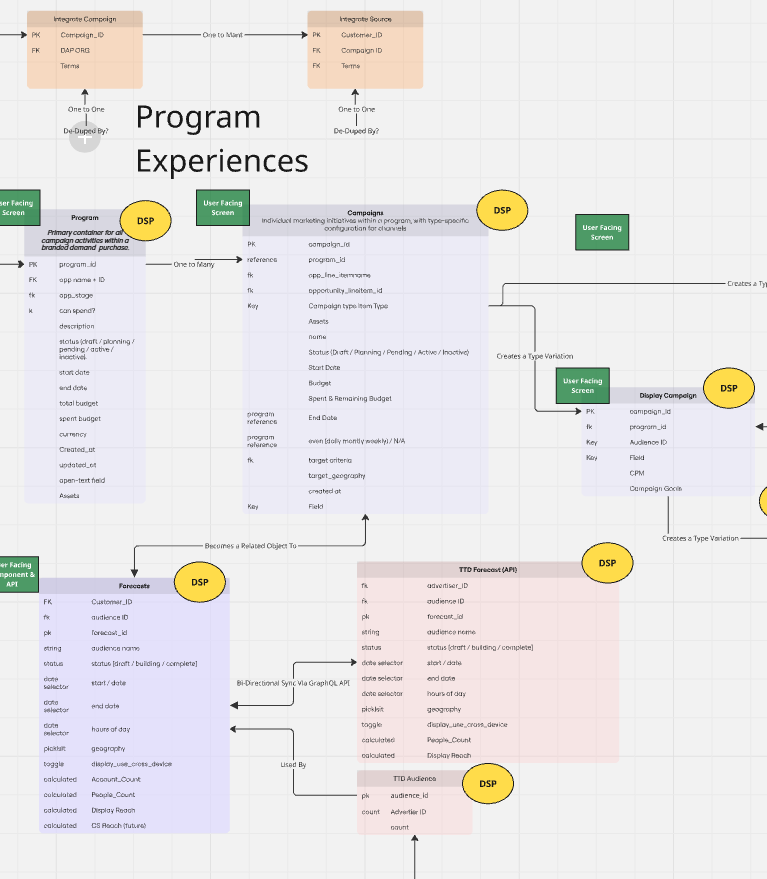 Integrate Campaign
PK Campaign_ID
FK DAP ORG
Terms
One to Mant
Integrate Source
PK Customer_ID
FK Campaign ID
FK Terms
One to One
De-Duped By?
One to One
De-Duped By?
Program
Experiences
User Facing
Screen
DSP
Program
Primary container for all
campaign activities within a
branded demand purchase.
PK program_id
FK opp name + ID
fk opp_stage
k can spend?
description
status (draft / planning /
pending / active /
inactive)
start date
end date
total budget
spent budget
currency
Created_at
updated_at
open-text field
Assets
One to Many
User Facing
Screen
DSP
Campaigns
Individual marketing initiatives within a program, with type-specific
configuration for channels
PK campaign_id
reference program_id
fk opp_line_itemname
fk opportunity_lineitem_id
Key Campaign type Item Type
Assets
name
Status (Draft / Planning / Pending / Active / Inactive)
Start Date
Budget
Spent & Remaining Budget
program
reference
End Date
program
reference
even (daily montly weekly) / N/A
fk target criteria
target_geography
created at
Key Field
User Facing
Screen
Creates a Typ
Creates a Type Variation
User Facing
Screen
DSP
Display Campaign
PK campaign_id
fk program_id
Key Audience ID
Key Field
CPM
Campaign Goals
Creates a Type Variation
Becomes a Related Object To
er Facing
mponent &
API
DSP
Forecasts
FK Customer_ID
fk audience ID
pk forecast_id
string audience name
status status (draft / building / complete)
date
selector
start / date
date
selector
end date
date
selector
hours of day
picklsit geography
toggle display_use_cross_device
calculated Account_Count
calculated People_Count
calculated Display Reach
calculated CS Reach (future)
Bi-Directional Sync Via GraphQL API
Used By
DSP
TTD Forecast (API)
fk advertiser_ID
fk audience ID
pk forecast_id
string audience name
status status (draft / building / complete)
date selector start / date
date selector end date
date selector hours of day
picklsit geography
toggle display_use_cross_device
calculated People_Count
calculated Display Reach
DSP
TTD Audience
pk audience_id
count Advertier ID
count